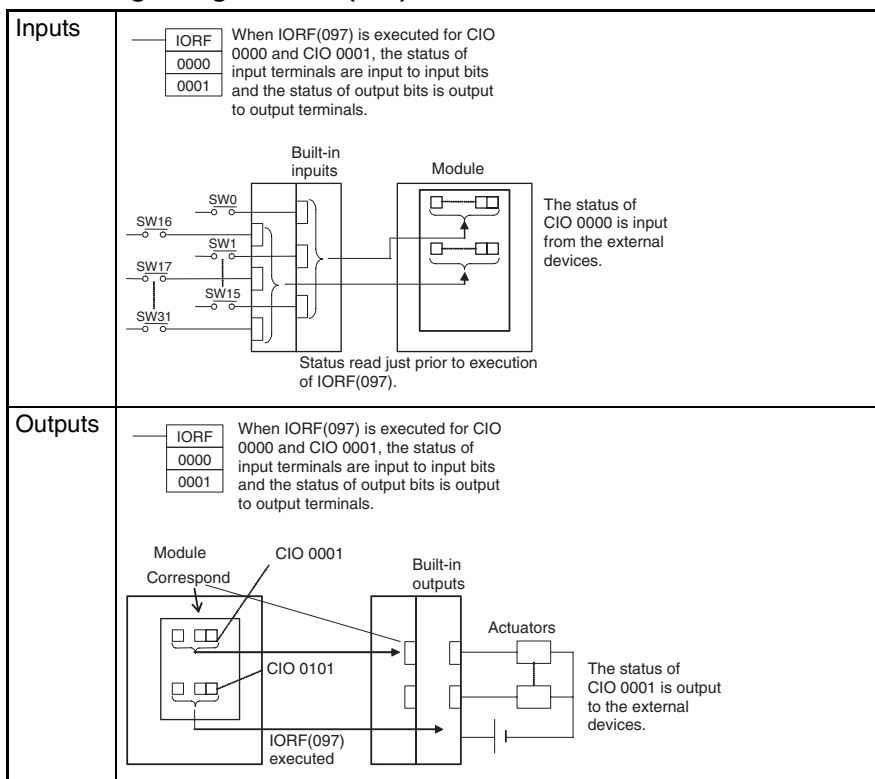 Inputs
IORF
0000
0001
When IORF(097) is executed for CIO
0000 and CIO 0001, the status of
input terminals are input to input bits
and the status of output bits is output
to output terminals.
Built-in
inpuits
Module
SW0
SW16
SW1
SW17
SW15
SW31
The status of
CIO 0000 is input
from the external
devices.
Status read just prior to execution
of IORF(097).
Outputs
IORF
0000
0001
When IORF(097) is executed for CIO
0000 and CIO 0001, the status of
input terminals are input to input bits
and the status of output bits is output
to output terminals.
Module
CIO 0001
Correspond
Built-in
outputs
Actuators
CIO 0101
The status of
CIO 0001 is output
to the external
devices.
IORF(097)
executed